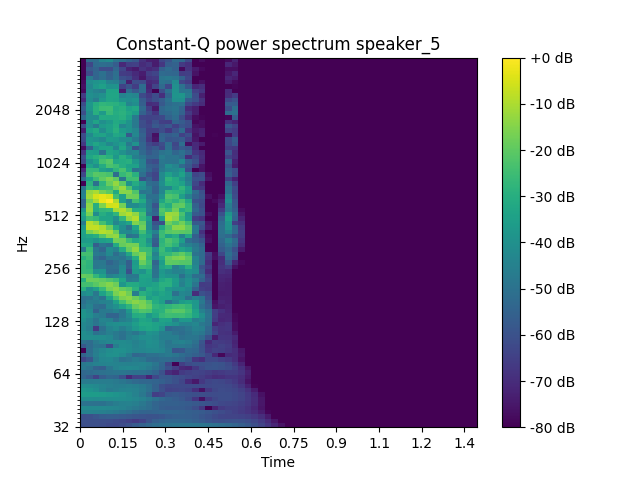 Constant-Q power spectrum speaker_5
+0 dB
-10 dB
-20 dB
-30 dB
-40 dB
-50 dB
-60 dB
-70 dB
-80 dB
Hz
2048
1024
512
256
128
64
32
0 0.15 0.3 0.45 0.6 0.75 0.9 1.1 1.2 1.4
Time